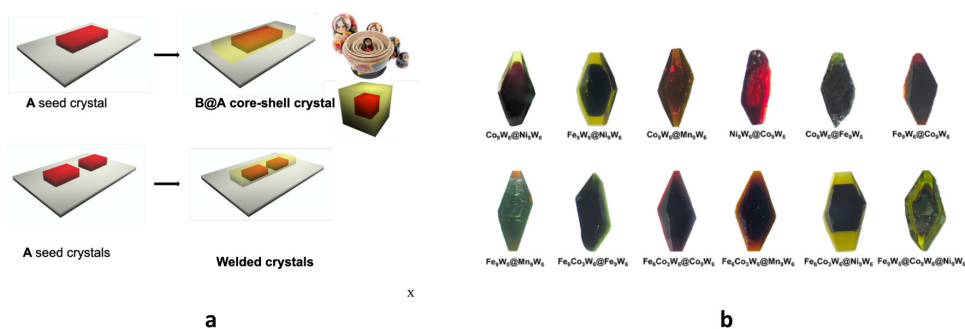 A seed crystal
B@A core-shell crystal
A seed crystals
Welded crystals
x
a
Co₉W₆@Ni₉W₆
Fe₉W₆@Ni₉W₆
Co₉W₆@Mn₉W₆
Ni₉W₆@Co₉W₆
Co₉W₆@Fe₉W₆
Fe₉W₆@Co₉W₆
Fe₉W₆@Mn₉W₆
Fe₆Co₃W₆@Fe₉W₆
Fe₆Co₃W₆@Co₉W₆
Fe₆Co₃W₆@Mn₉W₆
Fe₆Co₃W₆@Ni₉W₆
Fe₉W₆@Co₉W₆@Ni₉W₆
b